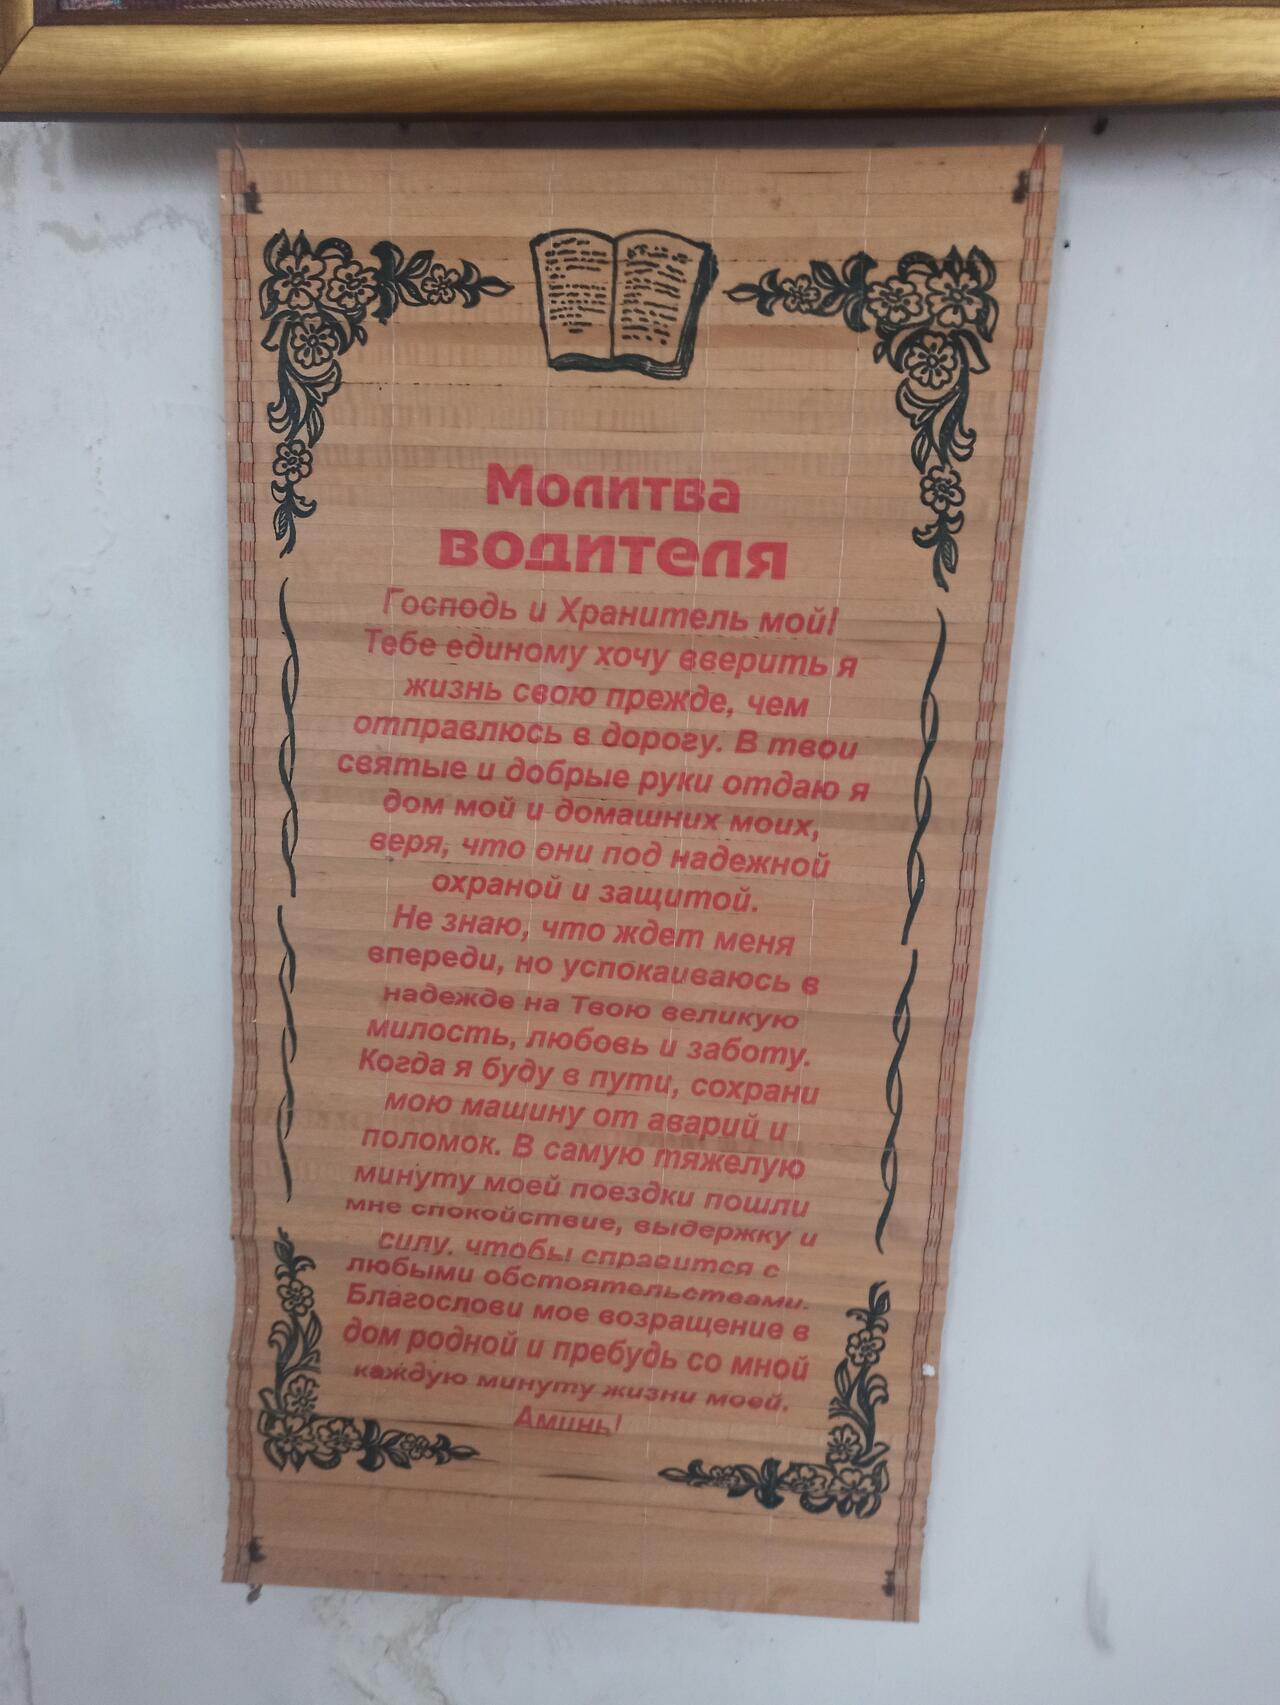 Молитва
водителя
Господь и Хранитель мой!
Тебе единому хочу вверить я
жизнь свою прежде, чем
отправлюсь в дорогу. В твои
святые и добрые руки отдаю я
дом мой и домашних моих,
веря, что они под надежной
охраной и защитой.
Не знаю, что ждет меня
впереди, но успокаиваюсь в
надежде на Твою великую
милость, любовь и заботу.
Когда я буду в пути, сохрани
мою машину от аварий и
поломок. В самую тяжелую
минуту моей поездки пошли
мне спокойствие, выдержку и
силу, чтобы справится с
любыми обстоятельствами.
Благослови мое возращение в
дом родной и пребудь со мной
каждую минуту жизни моей.
Аминь!